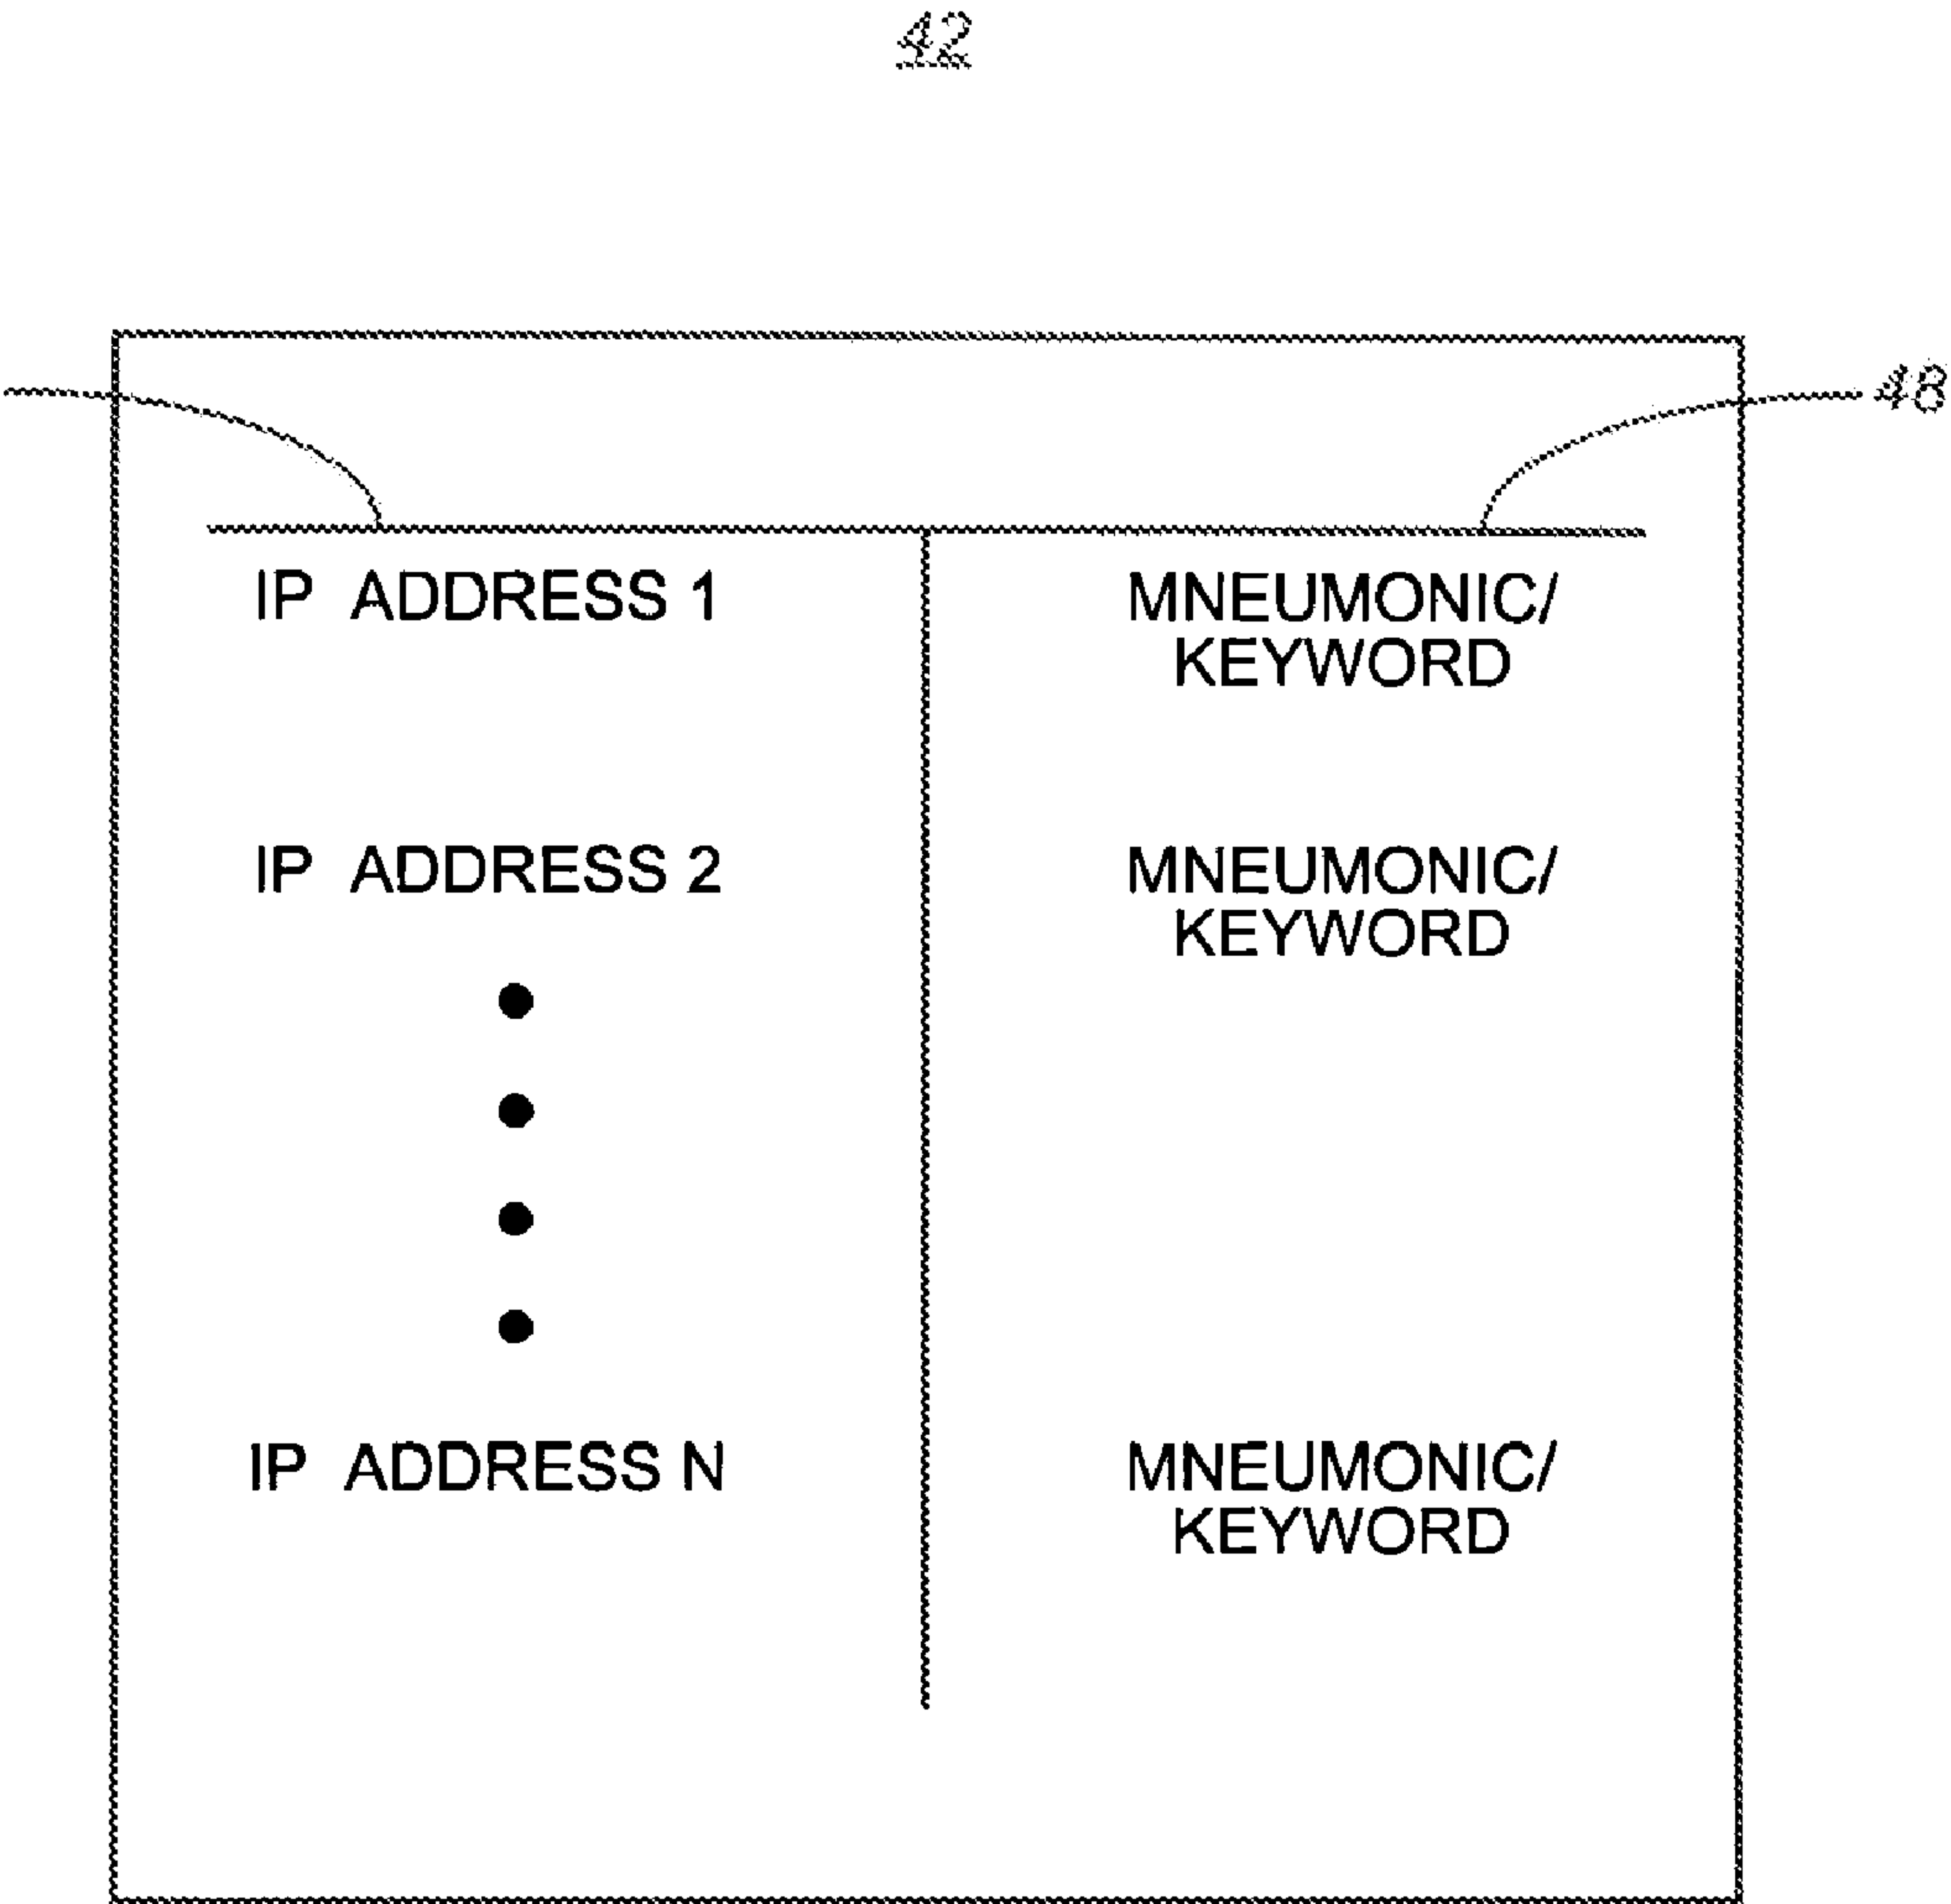 42
48
IP ADDRESS 1
MNEUMONIC/
KEYWORD
IP ADDRESS 2
MNEUMONIC/
KEYWORD
IP ADDRESS N
MNEUMONIC/
KEYWORD